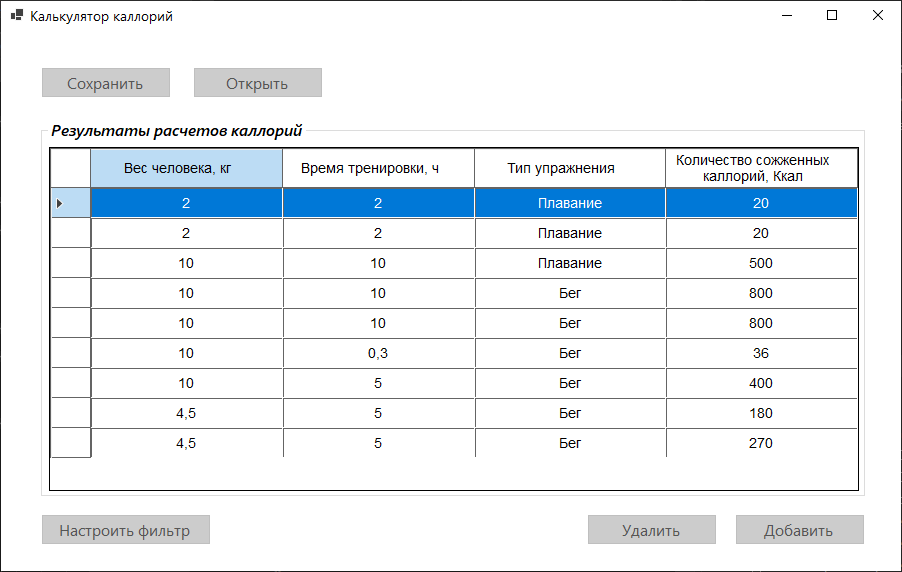 Калькулятор каллорий
Сохранить Открыть
Результаты расчетов каллорий
Вес человека, кг Время тренировки, ч Тип упражнения Количество сожженных каллорий, Ккал
2 2 Плавание 20
2 2 Плавание 20
10 10 Плавание 500
10 10 Бег 800
10 10 Бег 800
10 0,3 Бег 36
10 5 Бег 400
4,5 5 Бег 180
4,5 5 Бег 270
Настроить фильтр Удалить Добавить